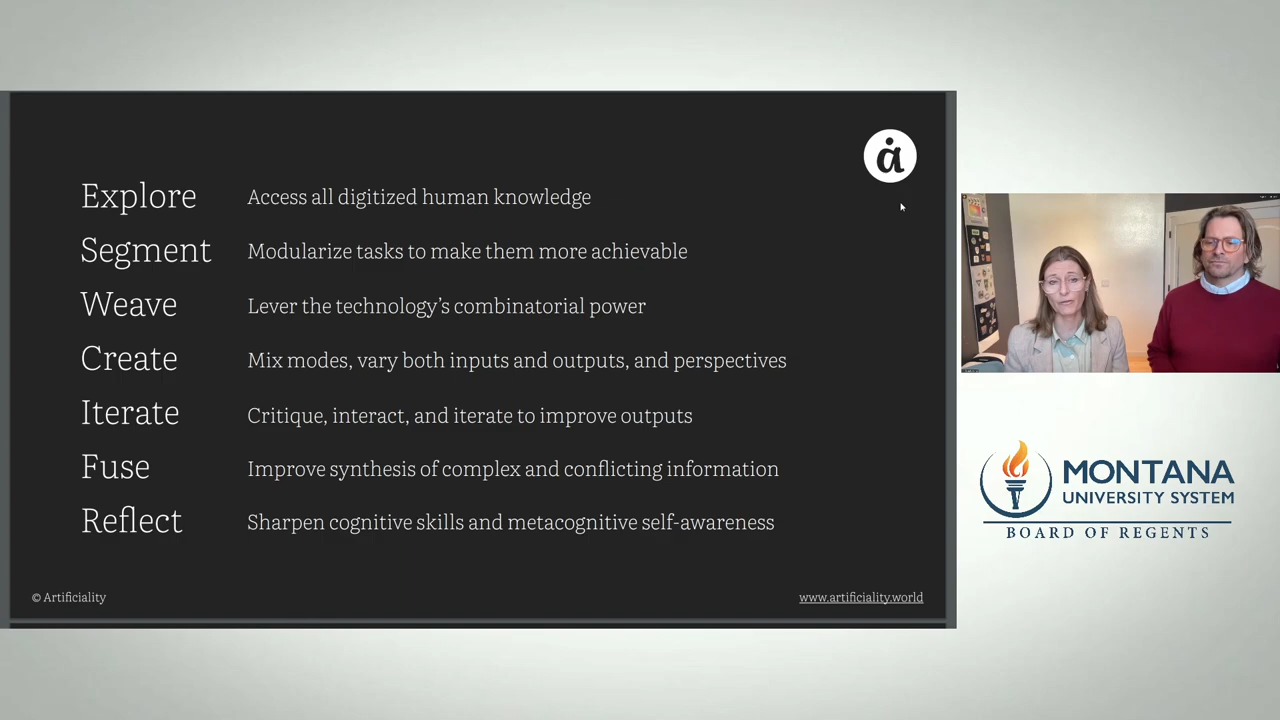 Explore Access all digitized human knowledge
Segment Modularize tasks to make them more achievable
Weave Lever the technology’s combinatorial power
Create Mix modes, vary both inputs and outputs, and perspectives
Iterate Critique, interact, and iterate to improve outputs
Fuse Improve synthesis of complex and conflicting information
Reflect Sharpen cognitive skills and metacognitive self-awareness
© Artificiality
www.artificiality.world
MONTANA
UNIVERSITY SYSTEM
BOARD OF REGENTS